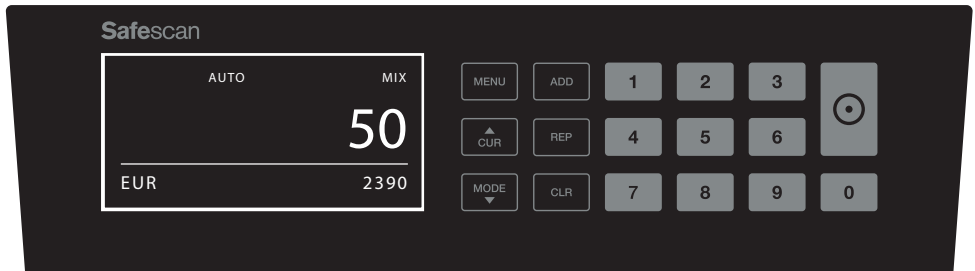 Safescan
AUTO MIX
50
EUR 2390
MENU ADD 1 2 3
CUR REP 4 5 6
MODE CLR 7 8 9 0